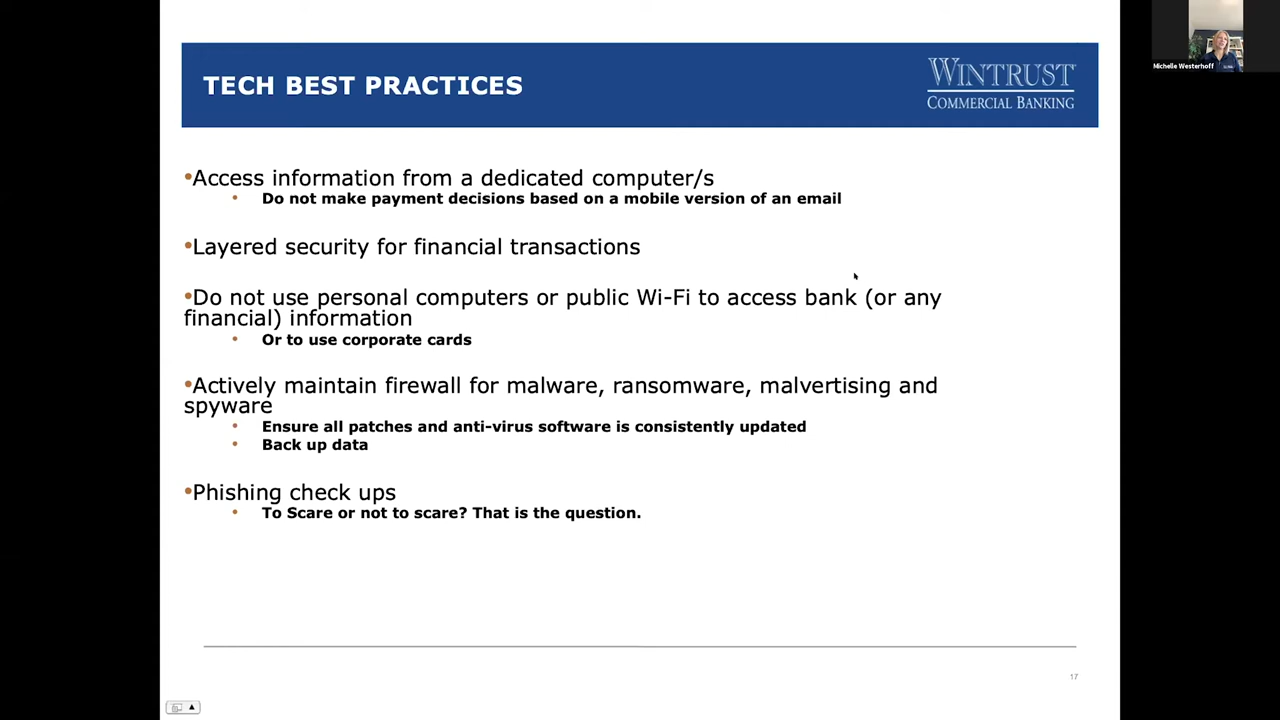 TECH BEST PRACTICES
WINTRUST
COMMERCIAL BANKING
Michelle Westerhoff
•Access information from a dedicated computer/s
• Do not make payment decisions based on a mobile version of an email
•Layered security for financial transactions
•Do not use personal computers or public Wi-Fi to access bank (or any
financial) information
• Or to use corporate cards
•Actively maintain firewall for malware, ransomware, malvertising and
spyware
• Ensure all patches and anti-virus software is consistently updated
• Back up data
•Phishing check ups
• To Scare or not to scare? That is the question.
17